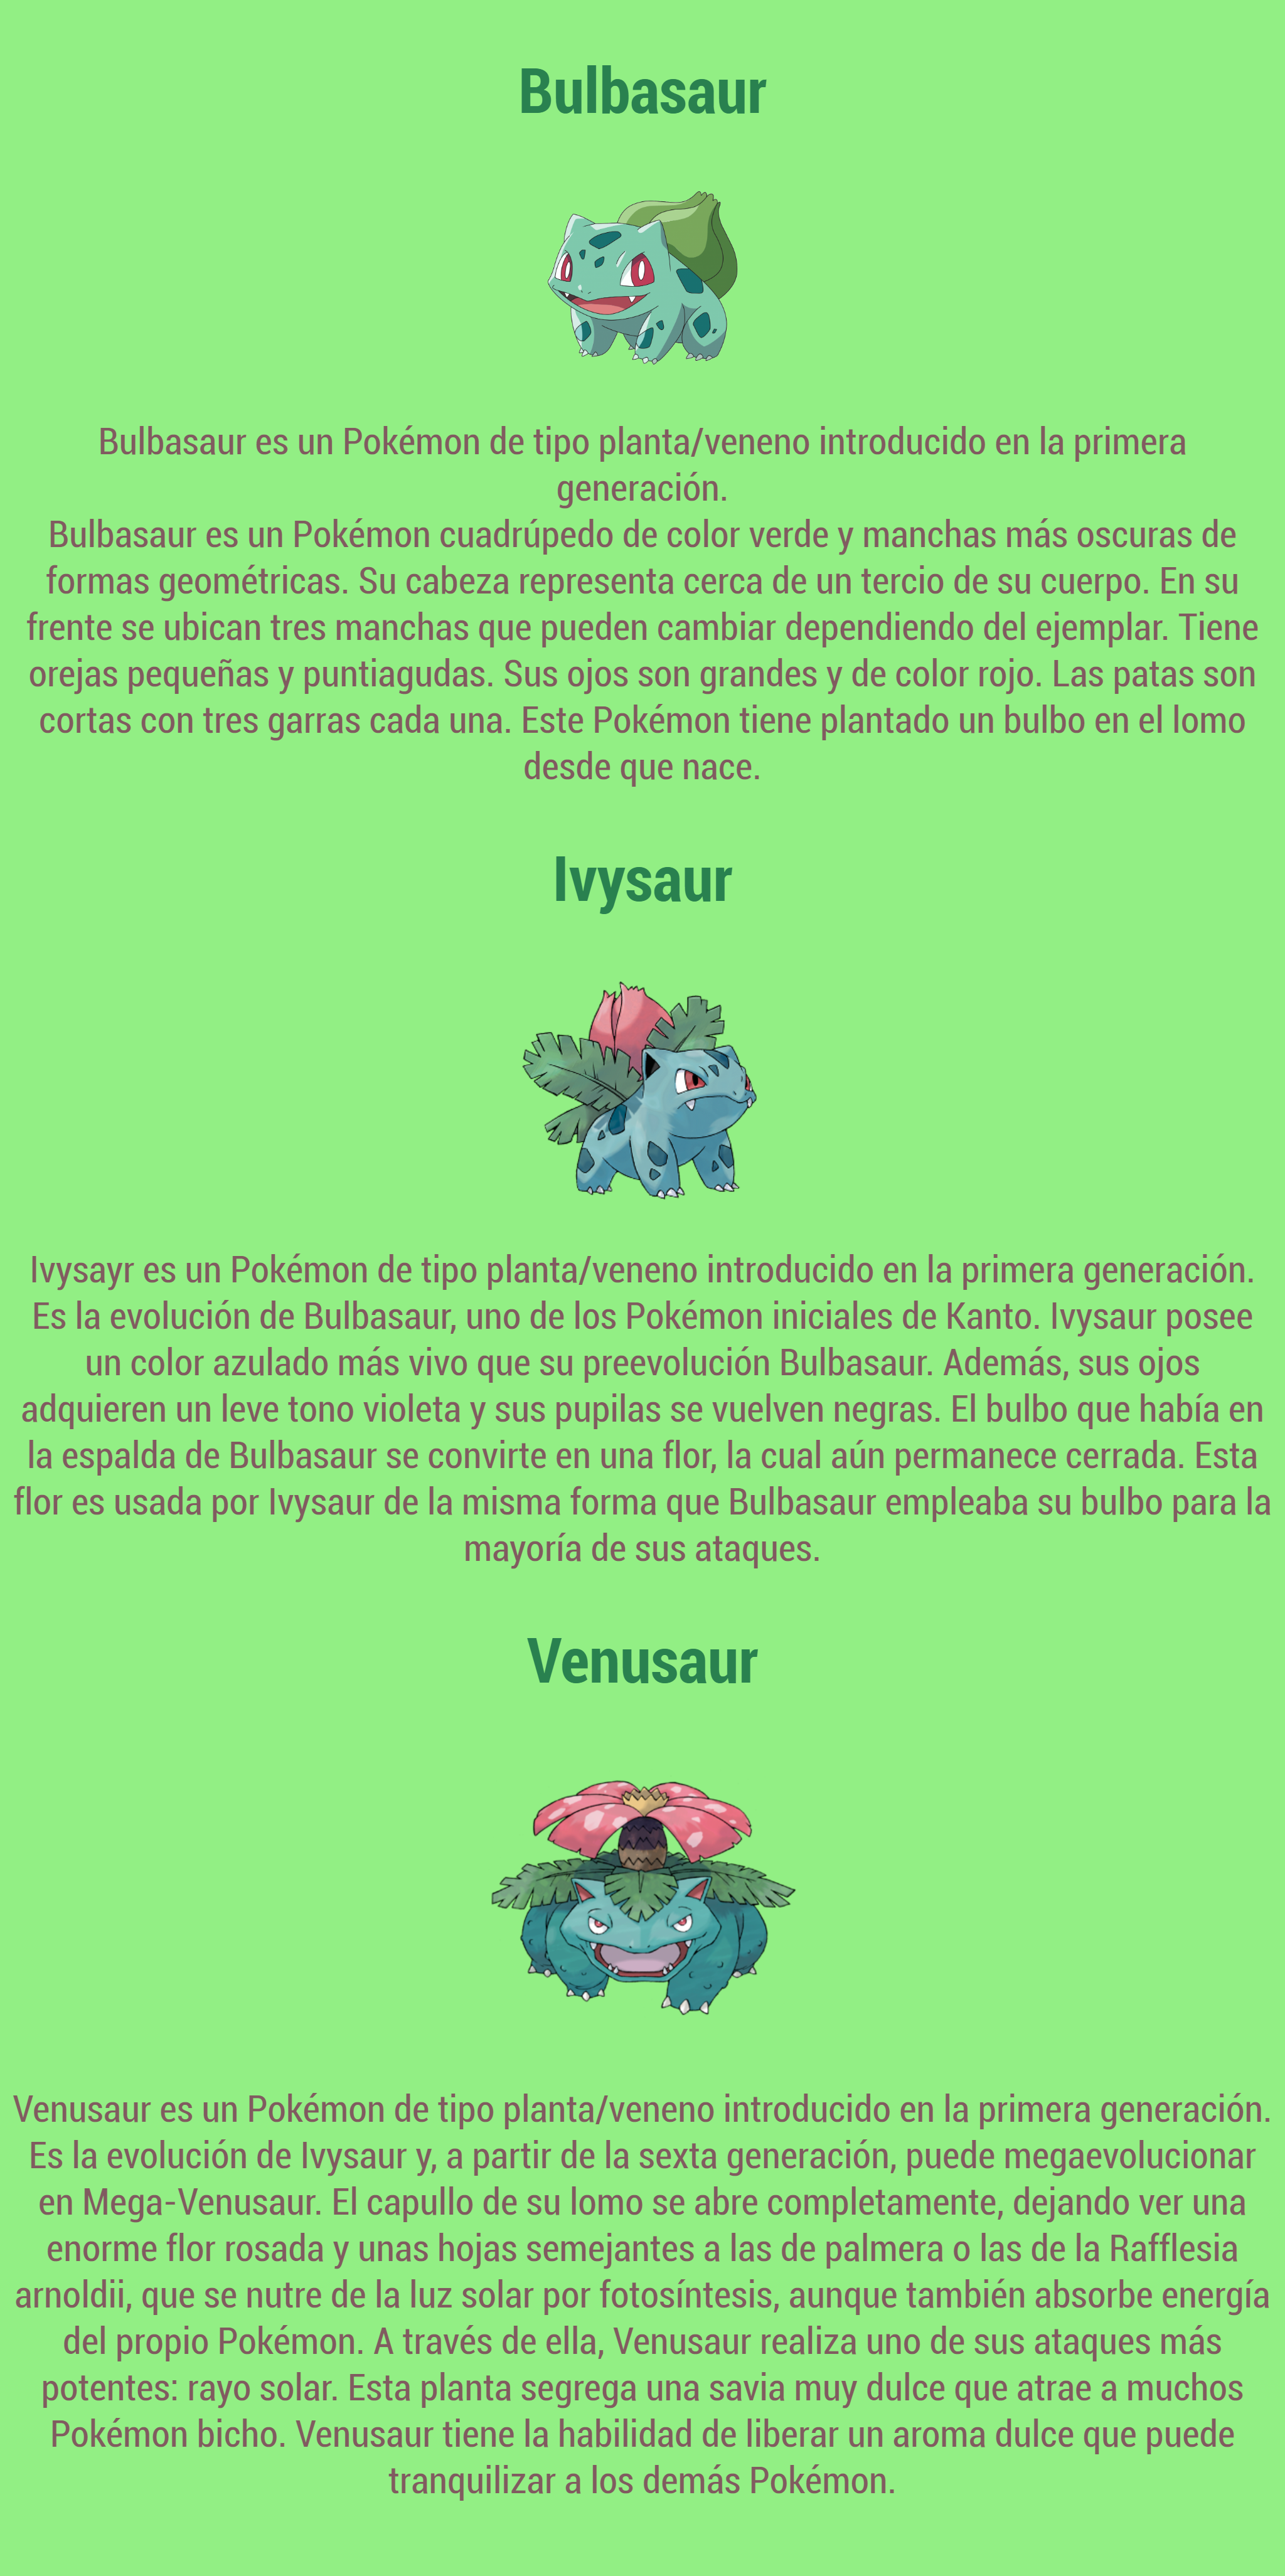 Bulbasaur
Bulbasaur es un Pokémon de tipo planta/veneno introducido en la primera
generación.
Bulbasaur es un Pokémon cuadrúpedo de color verde y manchas más oscuras de
formas geométricas. Su cabeza representa cerca de un tercio de su cuerpo. En su
frente se ubican tres manchas que pueden cambiar dependiendo del ejemplar. Tiene
orejas pequeñas y puntiagudas. Sus ojos son grandes y de color rojo. Las patas son
cortas con tres garras cada una. Este Pokémon tiene plantado un bulbo en el lomo
desde que nace.
Ivysaur
Ivysayr es un Pokémon de tipo planta/veneno introducido en la primera generación.
Es la evolución de Bulbasaur, uno de los Pokémon iniciales de Kanto. Ivysaur posee
un color azulado más vivo que su preevolución Bulbasaur. Además, sus ojos
adquieren un leve tono violeta y sus pupilas se vuelven negras. El bulbo que había en
la espalda de Bulbasaur se convirte en una flor, la cual aún permanece cerrada. Esta
flor es usada por Ivysaur de la misma forma que Bulbasaur empleaba su bulbo para la
mayoría de sus ataques.
Venusaur
Venusaur es un Pokémon de tipo planta/veneno introducido en la primera generación.
Es la evolución de Ivysaur y, a partir de la sexta generación, puede megaevolucionar
en Mega-Venusaur. El capullo de su lomo se abre completamente, dejando ver una
enorme flor rosada y unas hojas semejantes a las de palmera o las de la Rafflesia
arnoldii, que se nutre de la luz solar por fotosíntesis, aunque también absorbe energía
del propio Pokémon. A través de ella, Venusaur realiza uno de sus ataques más
potentes: rayo solar. Esta planta segrega una savia muy dulce que atrae a muchos
Pokémon bicho. Venusaur tiene la habilidad de liberar un aroma dulce que puede
tranquilizar a los demás Pokémon.